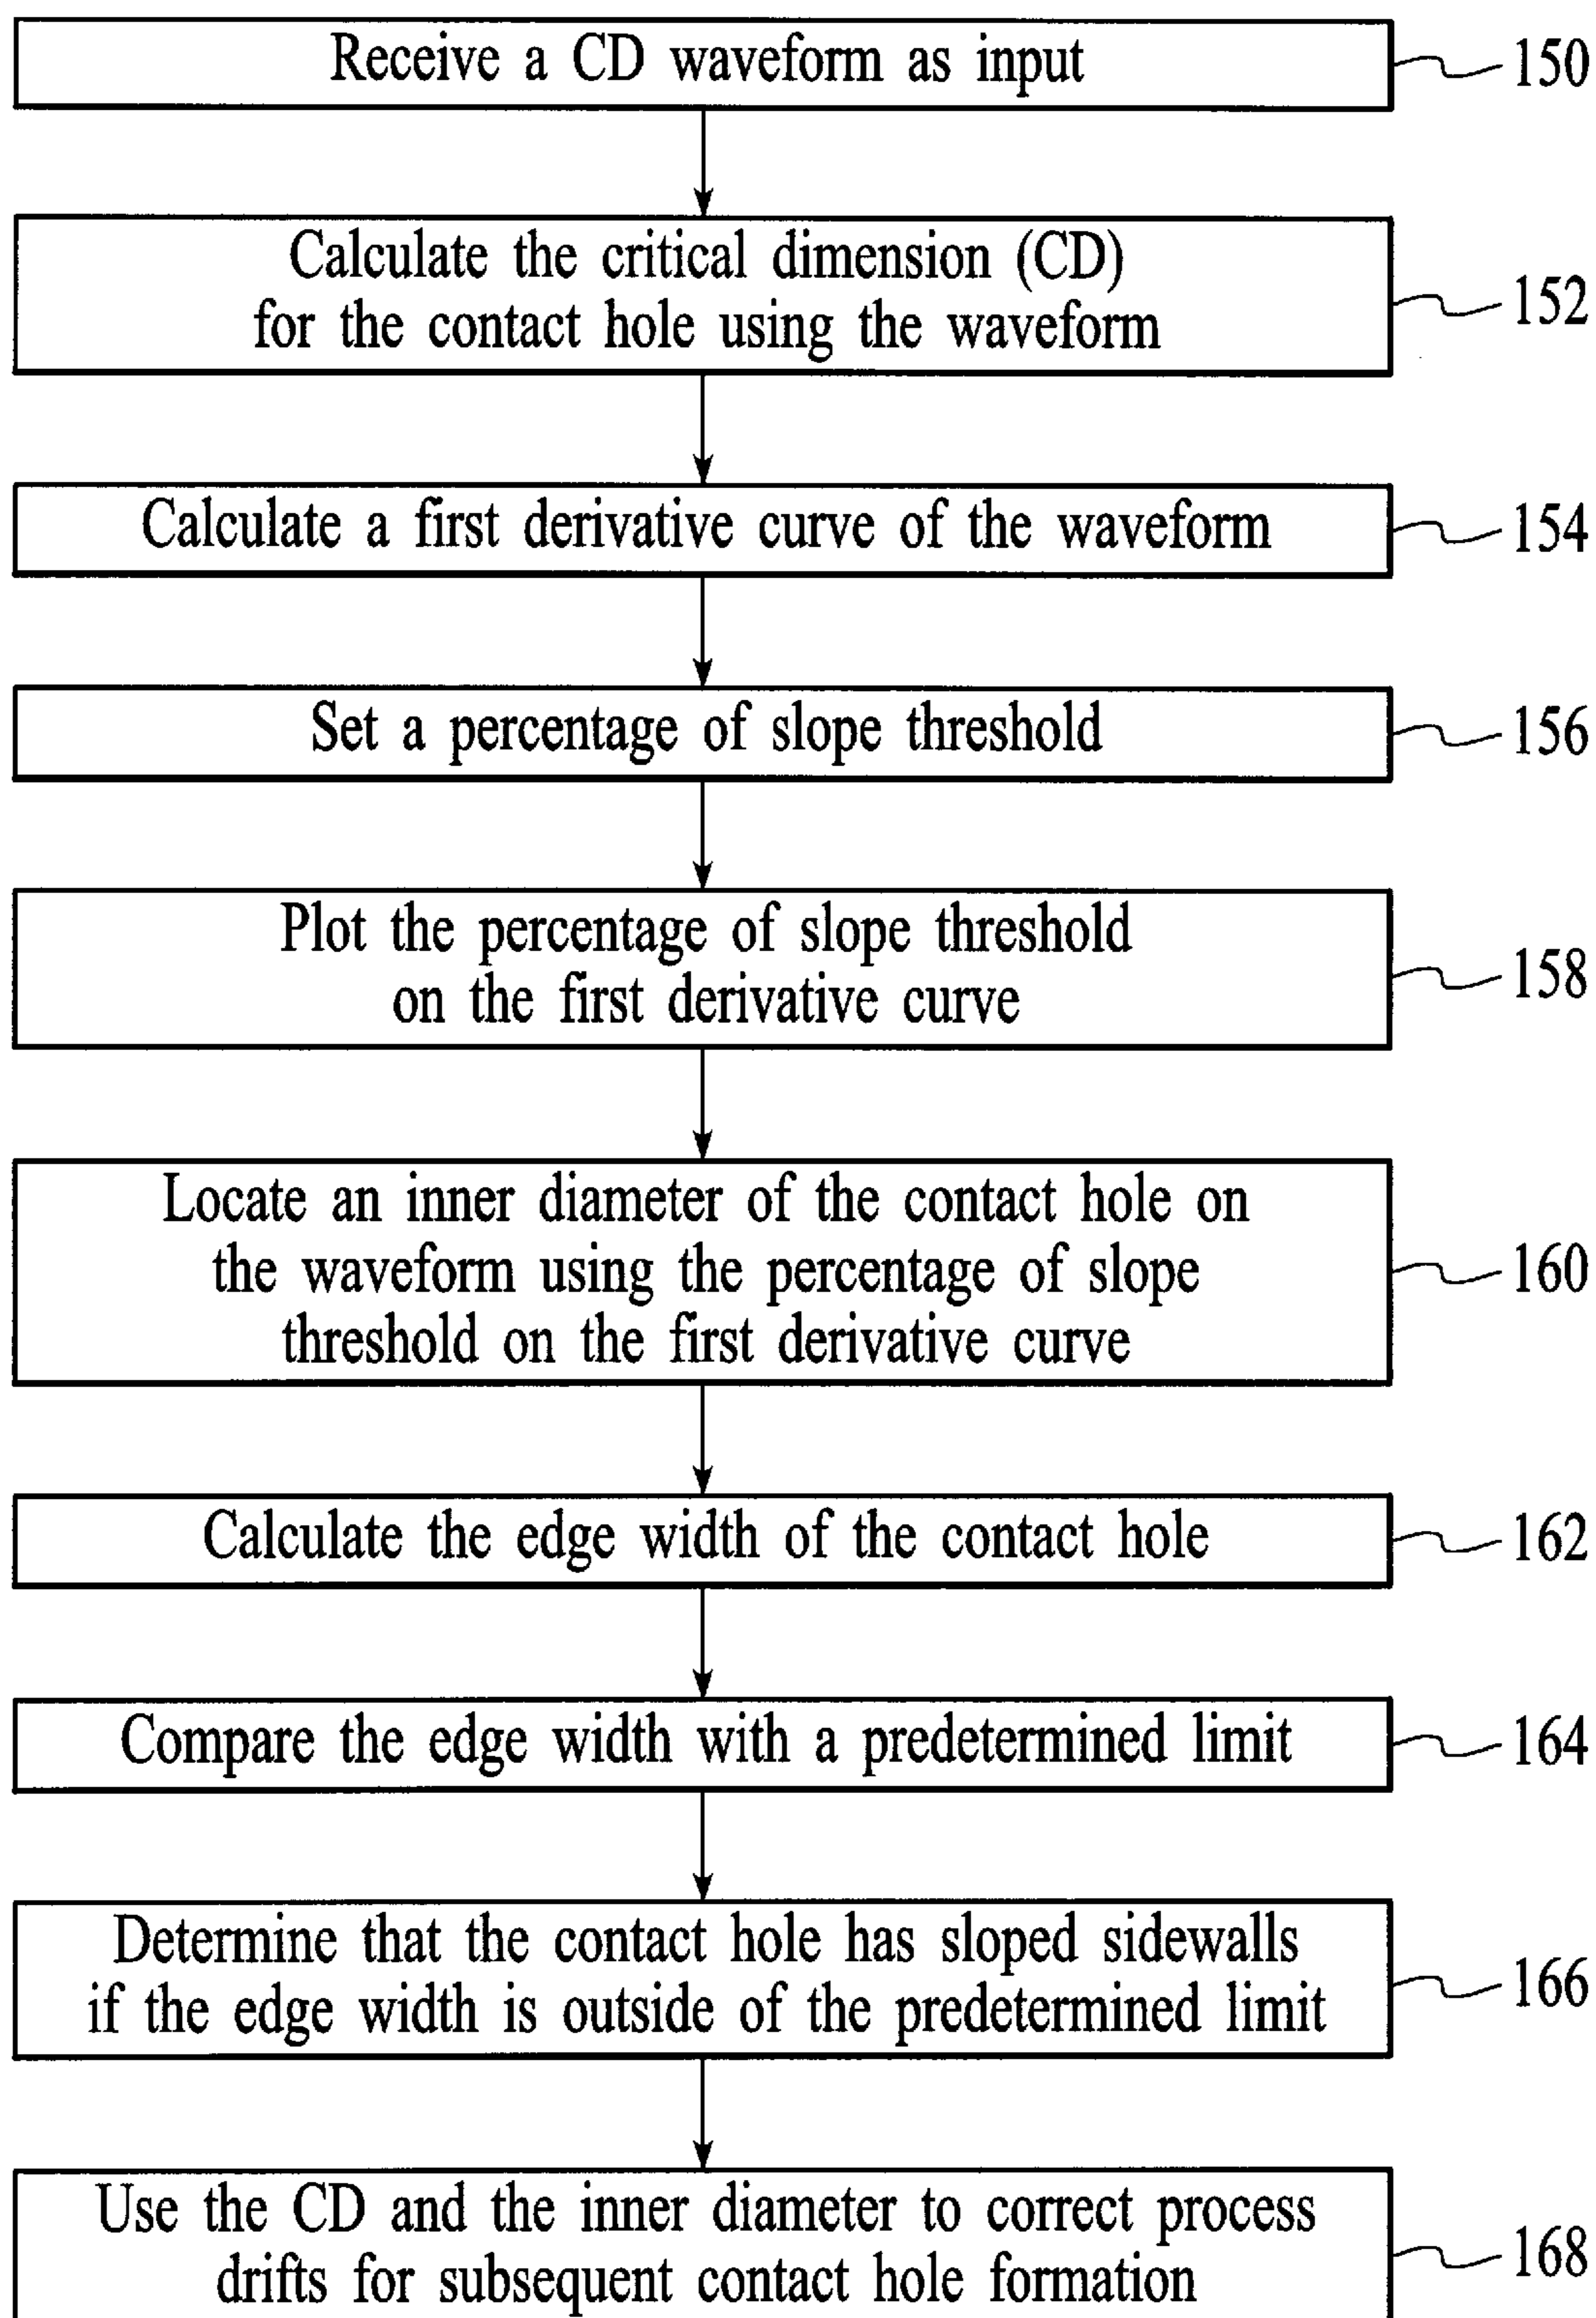 Receive a CD waveform as input
150
Calculate the critical dimension (CD)
for the contact hole using the waveform
152
Calculate a first derivative curve of the waveform
154
Set a percentage of slope threshold
156
Plot the percentage of slope threshold
on the first derivative curve
158
Locate an inner diameter of the contact hole on
the waveform using the percentage of slope
threshold on the first derivative curve
160
Calculate the edge width of the contact hole
162
Compare the edge width with a predetermined limit
164
Determine that the contact hole has sloped sidewalls
if the edge width is outside of the predetermined limit
166
Use the CD and the inner diameter to correct process
drifts for subsequent contact hole formation
168